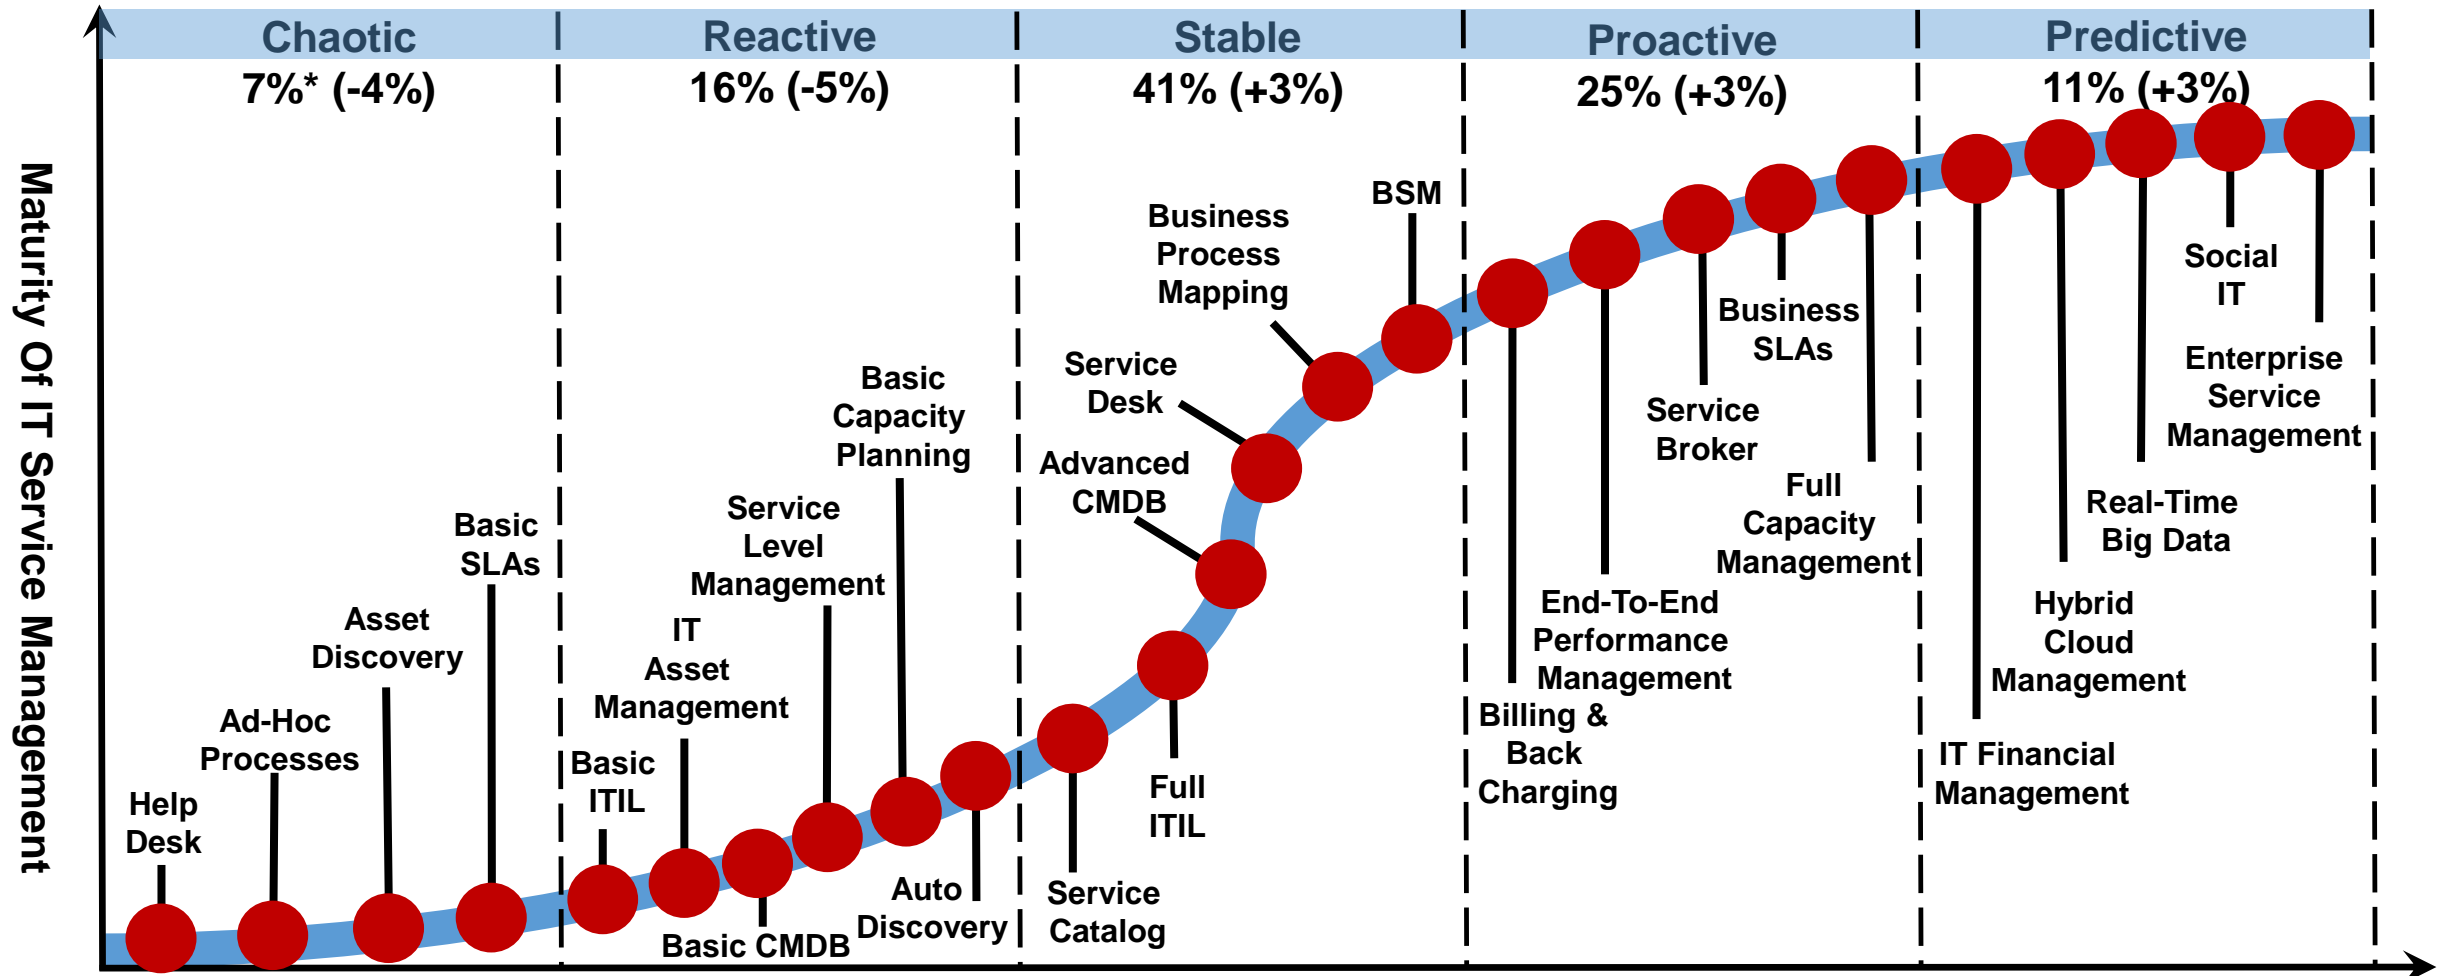 Maturity Of IT Service Management
Chaotic
7%* (-4%)
Reactive
16% (-5%)
Stable
41% (+3%)
Proactive
25% (+3%)
Predictive
11% (+3%)
Help
Desk
Ad-Hoc
Processes
Asset
Discovery
Basic
SLAs
Basic
ITIL
IT
Asset
Management
Basic CMDB
Service
Level
Management
Basic
Capacity
Planning
Auto
Discovery
Service
Catalog
Full
ITIL
Advanced
CMDB
Service
Desk
Business
Process
Mapping
BSM
Billing &
Back
Charging
End-To-End
Performance
Management
Service
Broker
Business
SLAs
Full
Capacity
Management
IT Financial
Management
Hybrid
Cloud
Management
Real-Time
Big Data
Social
IT
Enterprise
Service
Management